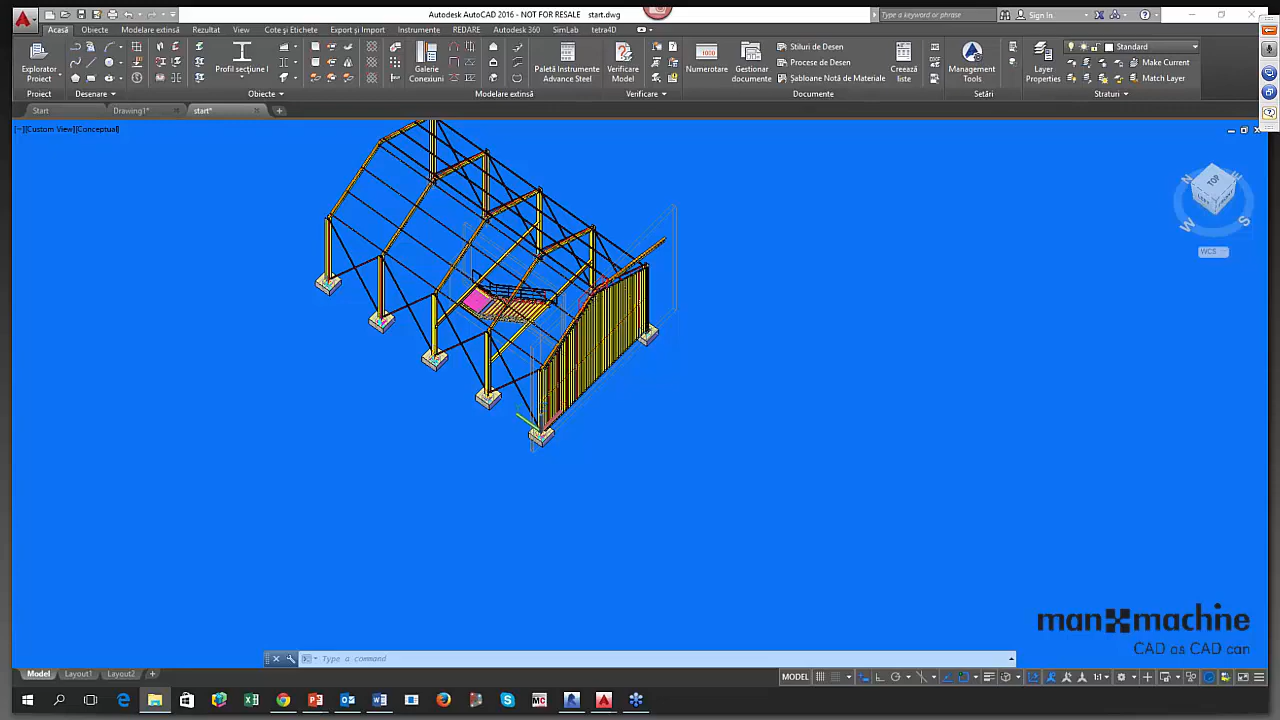 Autodesk AutoCAD 2016 - NOT FOR RESALE start.dwg
Type a keyword or phrase
Sign In
Acasă Obiecte Modelare extinsă Rezultat View Cote și Etichete Export și Import Instrumente REDARE Autodesk 360 SimLab tetra4D
Explorator Proiect
Profil secțiune I
Galerie Conexiuni
Paletă Instrumente Advance Steel
Verificare Model
Numerotare
Gestionar documente
Stiluri de Desen
Procese de Desen
Șabloane Notă de Materiale
Creează liste
Management Tools
Layer Properties
Standard
Make Current
Match Layer
Proiect Desenare Obiecte Modelare extinsă Verificare Documente Setări Straturi
Start Drawing1* start*
[−][Custom View][Conceptual]
TOP
N
E
W
S
WCS
man machine
CAD as CAD can
Type a command
Model Layout1 Layout2
MODEL
1:1